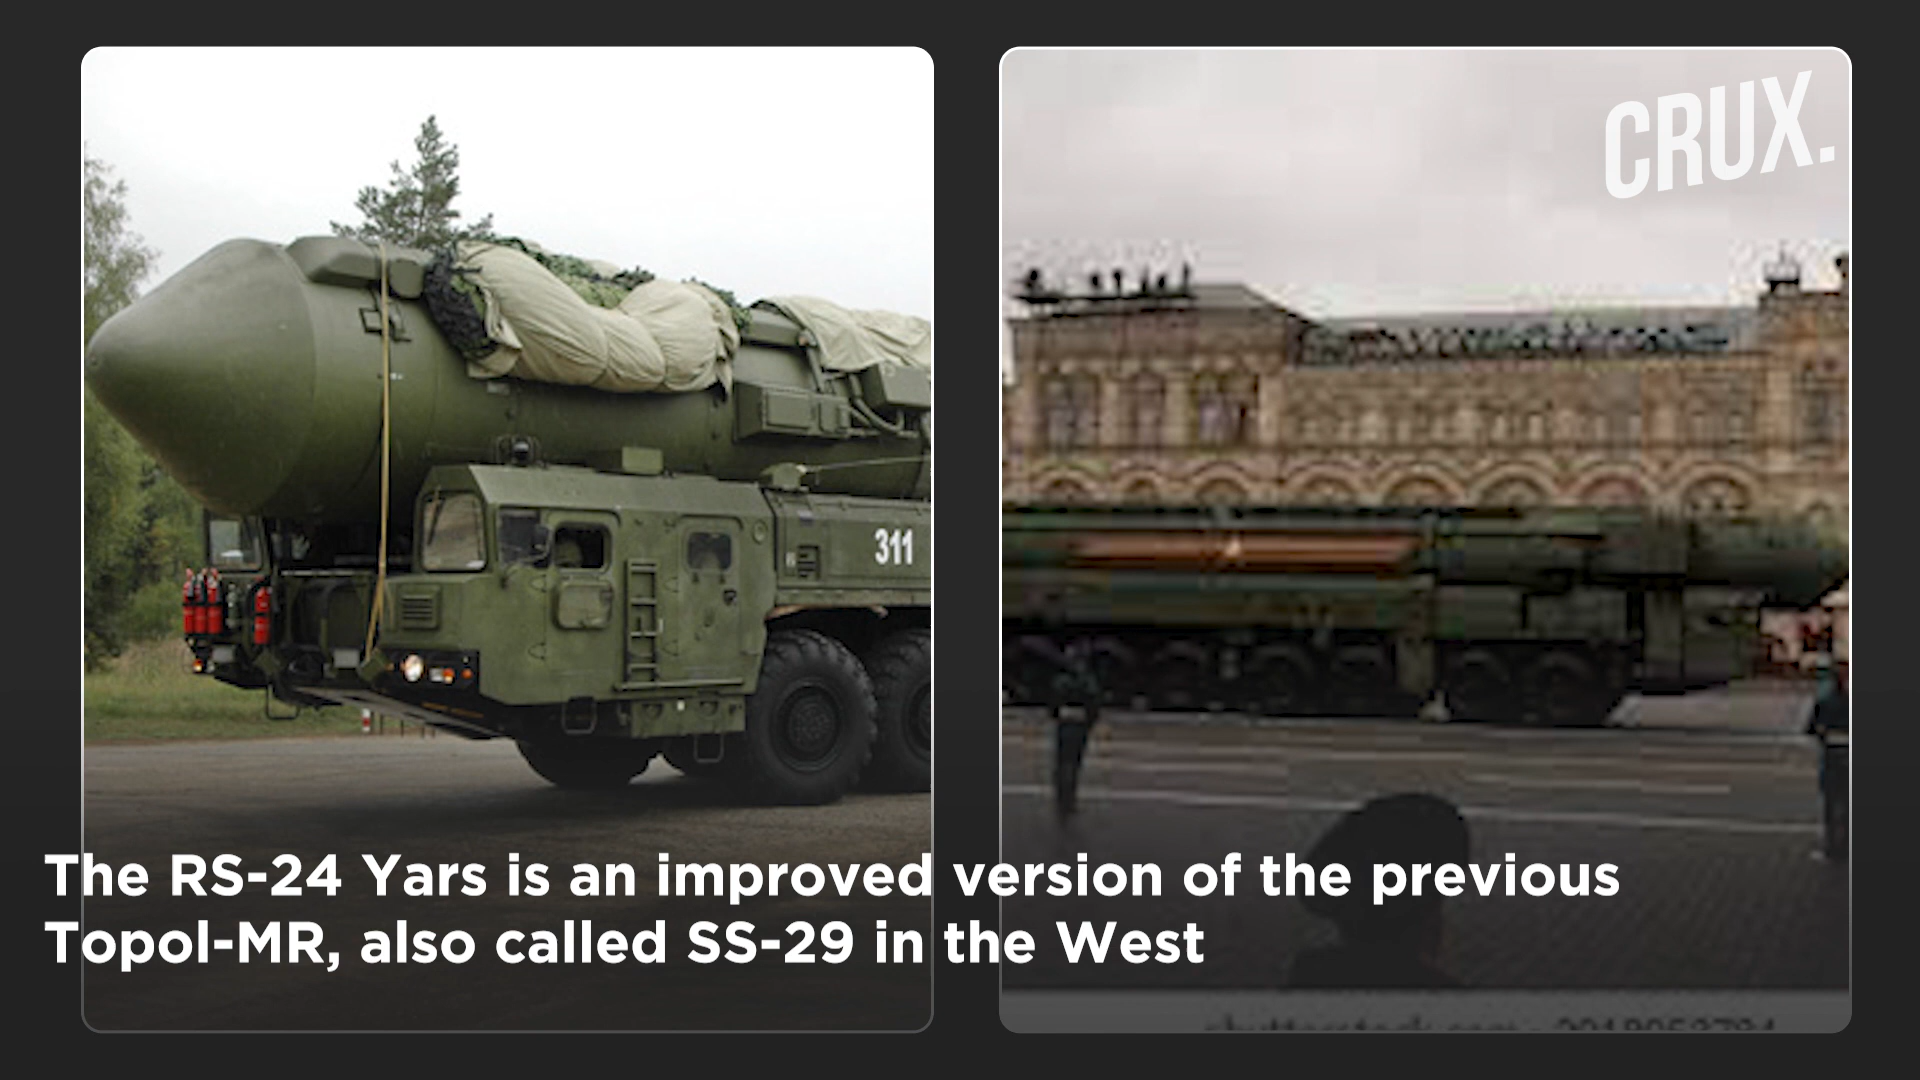 CRUX.
311
The RS-24 Yars is an improved version of the previous
Topol-MR, also called SS-29 in the West